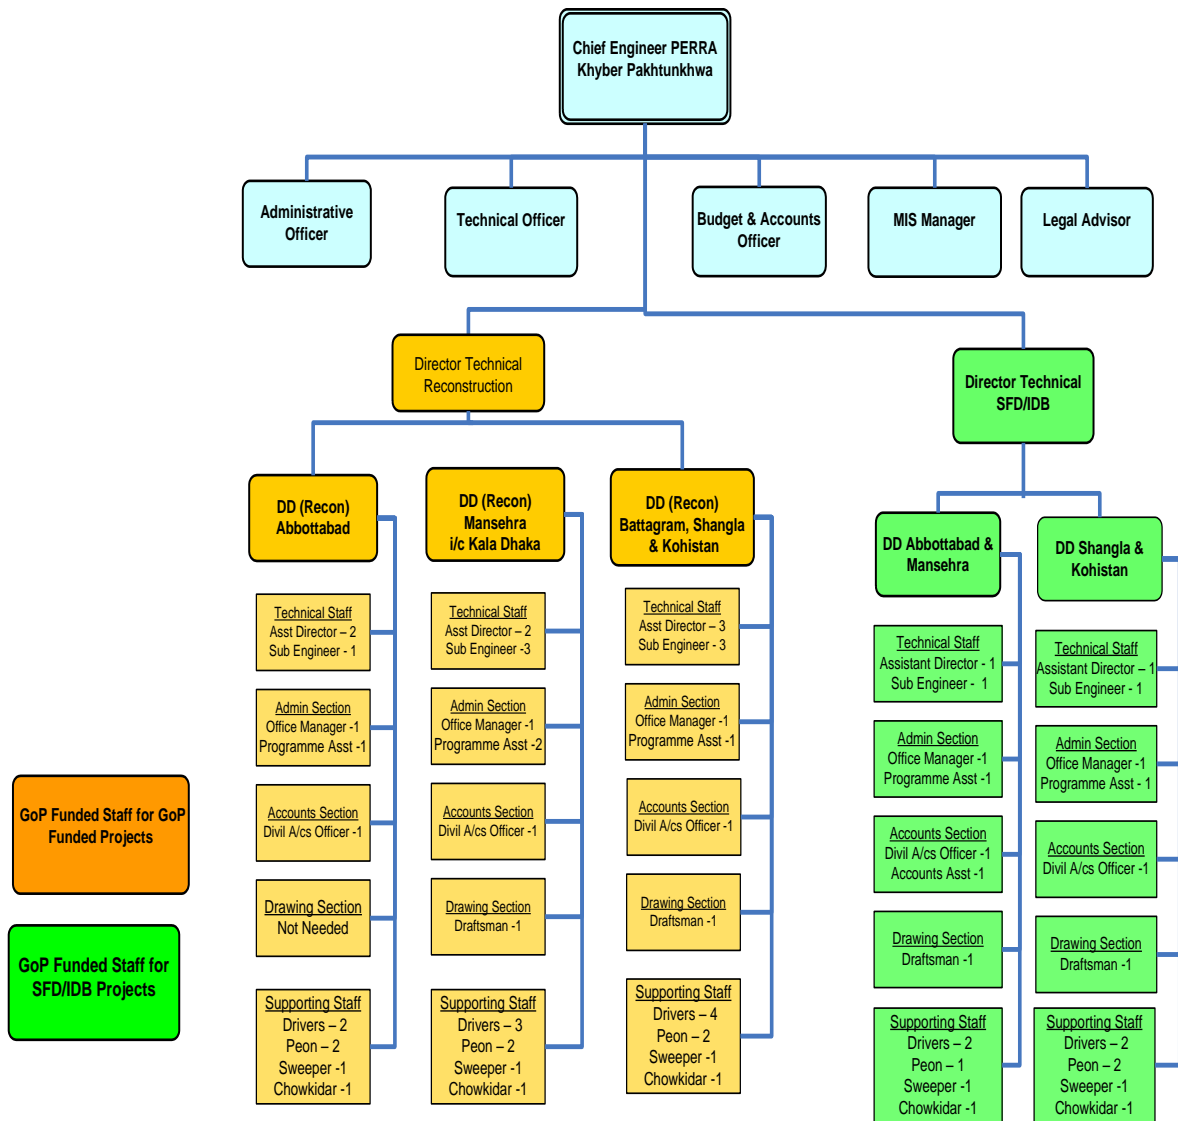 Chief Engineer PERRA
Khyber Pakhtunkhwa
Administrative
Officer
Technical Officer
Budget & Accounts
Officer
MIS Manager
Legal Advisor
Director Technical
Reconstruction
Director Technical
SFD/IDB
DD (Recon)
Abbottabad
DD (Recon)
Mansehra
i/c Kala Dhaka
DD (Recon)
Battagram, Shangla
& Kohistan
DD Abbottabad &
Mansehra
DD Shangla &
Kohistan
Technical Staff
Asst Director – 2
Sub Engineer - 1
Admin Section
Office Manager -1
Programme Asst -1
Accounts Section
Divil A/cs Officer -1
Drawing Section
Not Needed
Supporting Staff
Drivers – 2
Peon – 2
Sweeper -1
Chowkidar -1
Technical Staff
Asst Director – 2
Sub Engineer -3
Admin Section
Office Manager -1
Programme Asst -2
Accounts Section
Divil A/cs Officer -1
Drawing Section
Draftsman -1
Supporting Staff
Drivers – 3
Peon – 2
Sweeper -1
Chowkidar -1
Technical Staff
Asst Director – 3
Sub Engineer - 3
Admin Section
Office Manager -1
Programme Asst -1
Accounts Section
Divil A/cs Officer -1
Drawing Section
Draftsman -1
Supporting Staff
Drivers – 4
Peon – 2
Sweeper -1
Chowkidar -1
Technical Staff
Assistant Director - 1
Sub Engineer - 1
Admin Section
Office Manager -1
Programme Asst -1
Accounts Section
Divil A/cs Officer -1
Accounts Asst -1
Drawing Section
Draftsman -1
Supporting Staff
Drivers – 2
Peon – 1
Sweeper -1
Chowkidar -1
Technical Staff
Assistant Director – 1
Sub Engineer - 1
Admin Section
Office Manager -1
Programme Asst - 1
Accounts Section
Divil A/cs Officer -1
Drawing Section
Draftsman -1
Supporting Staff
Drivers – 2
Peon – 2
Sweeper -1
Chowkidar -1
GoP Funded Staff for GoP
Funded Projects
GoP Funded Staff for
SFD/IDB Projects